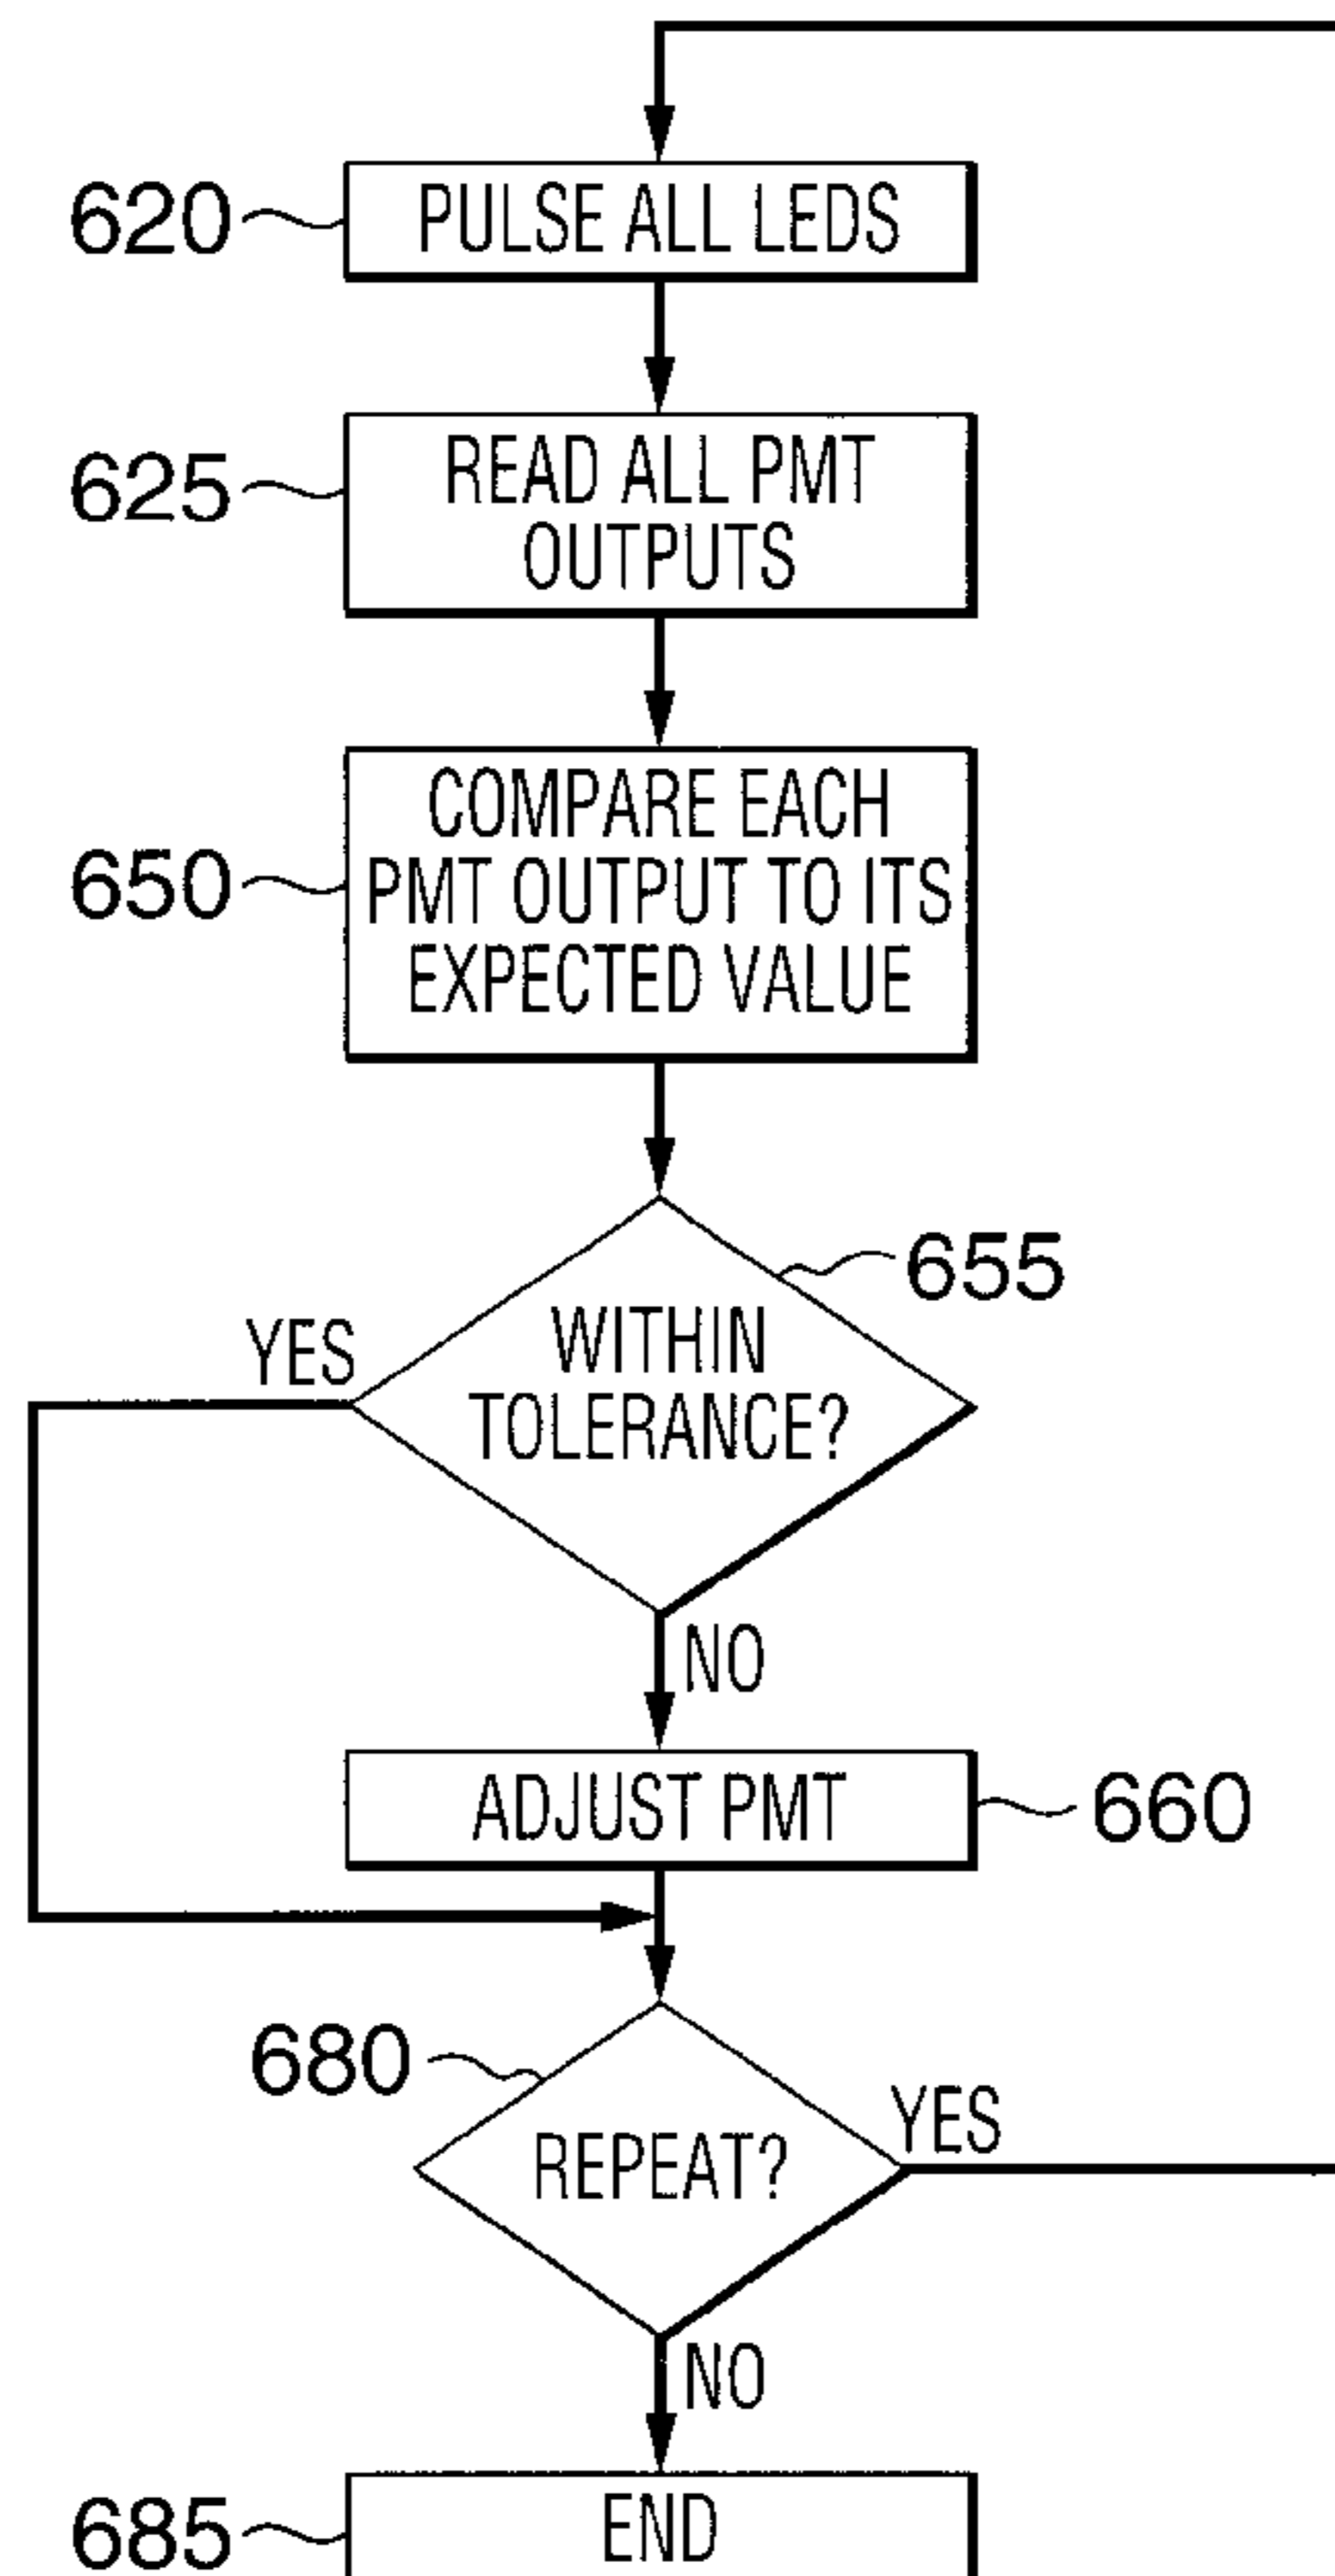 620
PULSE ALL LEDS
625
READ ALL PMT
OUTPUTS
650
COMPARE EACH
PMT OUTPUT TO ITS
EXPECTED VALUE
655
YES
WITHIN
TOLERANCE?
NO
ADJUST PMT
660
680
YES
REPEAT?
NO
685
END